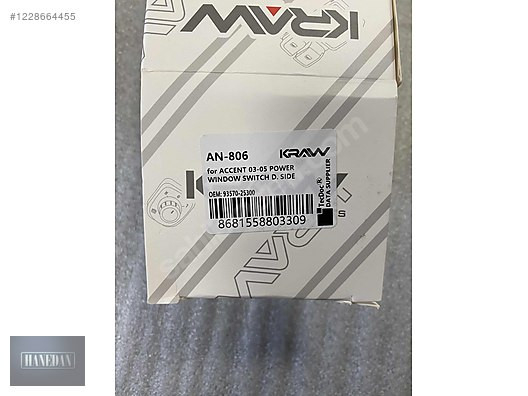 #1228664455
KRAW
AN-806
KRAW
for ACCENT 03-05 POWER
WINDOW SWITCH D. SIDE
OEM: 93570-25300
8681558803309
TecDoc
DATA SUPPLIER
HANEDAN